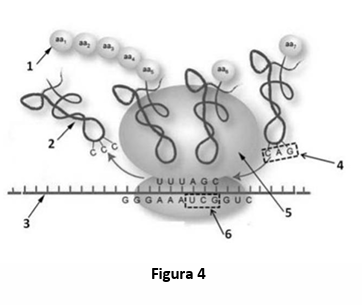 aa1 aa2 aa3 aa4 aa5 aa6 aa7
1
2
C C C
C A G
4
U U U A G C
G G G A A A U C G G U C
3
5
6
Figura 4